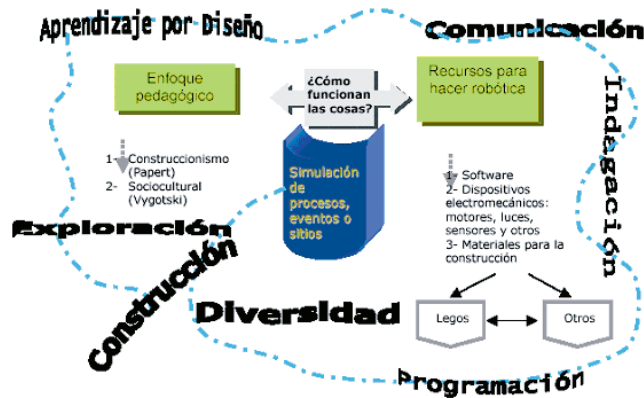 Aprendizaje por Diseño
Comunicación
Enfoque
pedagógico
¿Cómo
funcionan
las cosas?
Recursos para
hacer robótica
Indagación
1- Construccionismo
(Papert)
2- Sociocultural
(Vygotski)
Simulación
de
procesos,
eventos o
sitios
1- Software
2- Dispositivos
electromecánicos:
motores, luces,
sensores y otros
3- Materiales para la
construcción
Exploración
Construcción
Diversidad
Legos
Otros
Programación